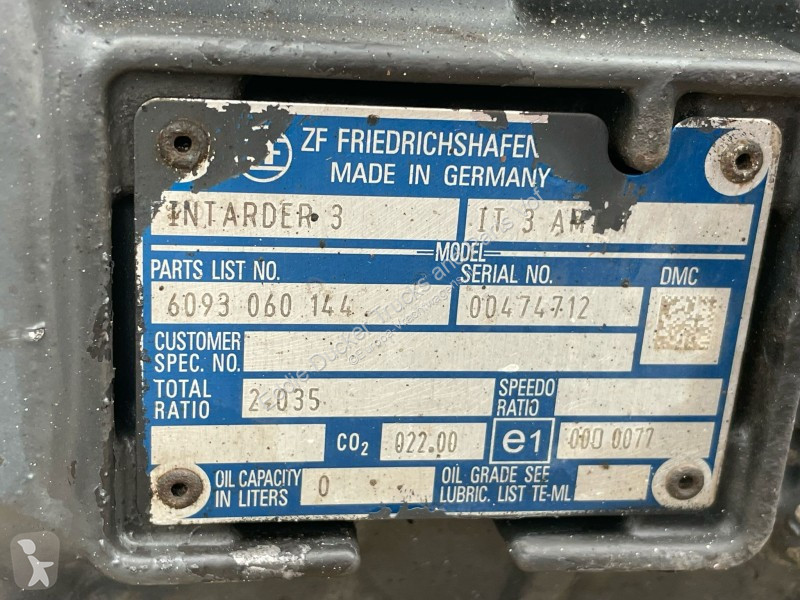 ZF FRIEDRICHSHAFEN
MADE IN GERMANY
INTARDER 3 IT 3
MODEL
PARTS LIST NO. SERIAL NO. DMC
6093 060 144 00474712
CUSTOMER
SPEC. NO.
TOTAL
RATIO 2.035 SPEEDO
RATIO
CO2 022.00 e1 000 0077
OIL CAPACITY
IN LITERS 0 OIL GRADE SEE
LUBRIC. LIST TE-ML